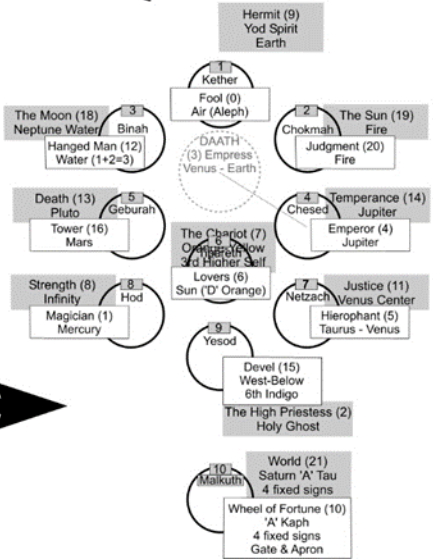 Hermit (9)
Yod Spirit
Earth
1
Kether
Fool (0)
Air (Aleph)
The Moon (18)
Neptune Water
3
Binah
Hanged Man (12)
Water (1+2=3)
DAATH
(3) Empress
Venus - Earth
2
Chokmah
The Sun (19)
Fire
Judgment (20)
Fire
Death (13)
Pluto
5
Geburah
Tower (16)
Mars
4
Chesed
Temperance (14)
Jupiter
Emperor (4)
Jupiter
The Chariot (7)
Orange-Yellow
3rd Higher Self
6
Tipereth
Lovers (6)
Sun ('D' Orange)
Strength (8)
Infinity
8
Hod
Magician (1)
Mercury
7
Netzach
Justice (11)
Venus Center
Hierophant (5)
Taurus - Venus
9
Yesod
Devel (15)
West-Below
6th Indigo
The High Priestess (2)
Holy Ghost
10
Malkuth
World (21)
Saturn 'A' Tau
4 fixed signs
Wheel of Fortune (10)
'A' Kaph
4 fixed signs
Gate & Apron